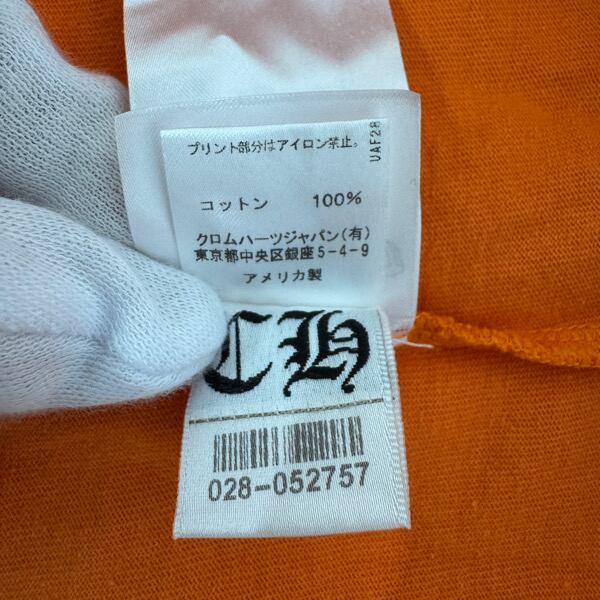 プリント部分はアイロン禁止。
UAF28
コットン 100%
クロムハーツジャパン(有)
東京都中央区銀座5-4-9
アメリカ製
CH
028-052757